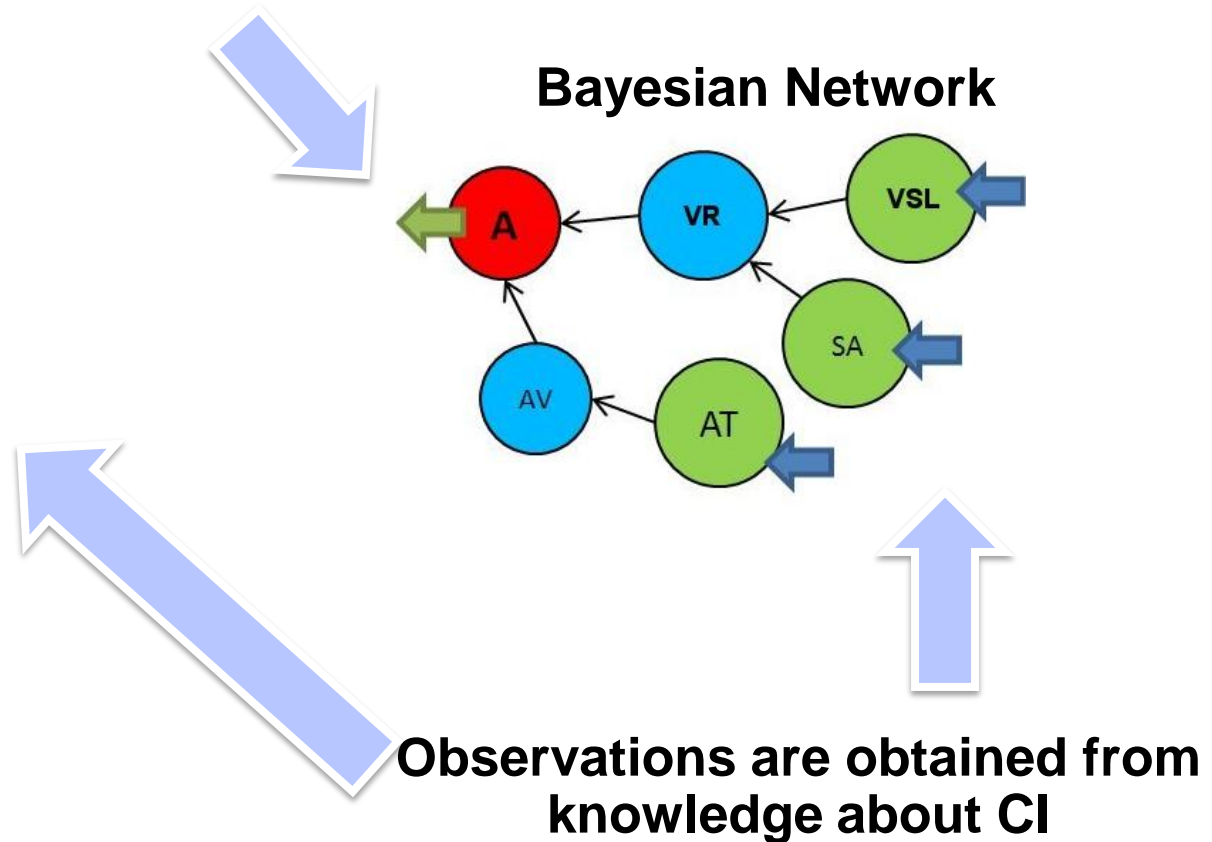 Bayesian Network
A
VR
VSL
SA
AV
AT
Observations are obtained from
knowledge about CI